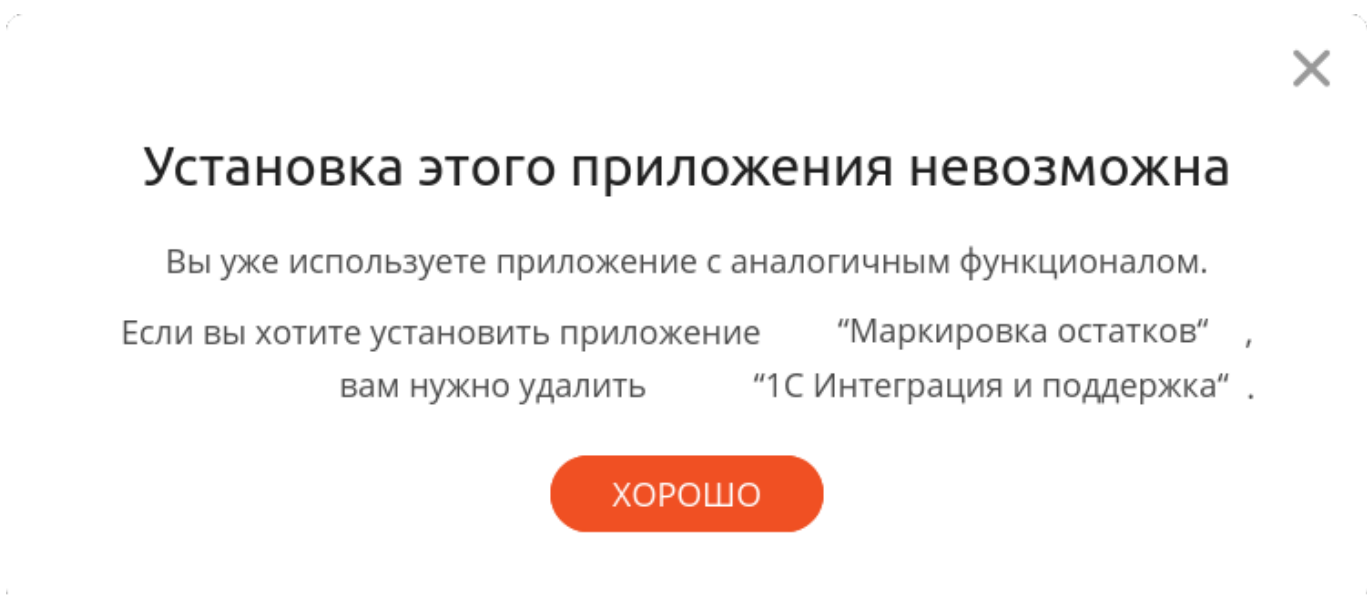 Установка этого приложения невозможна
Вы уже используете приложение с аналогичным функционалом.
Если вы хотите установить приложение “Маркировка остатков“ ,
вам нужно удалить “1С Интеграция и поддержка“ .
ХОРОШО